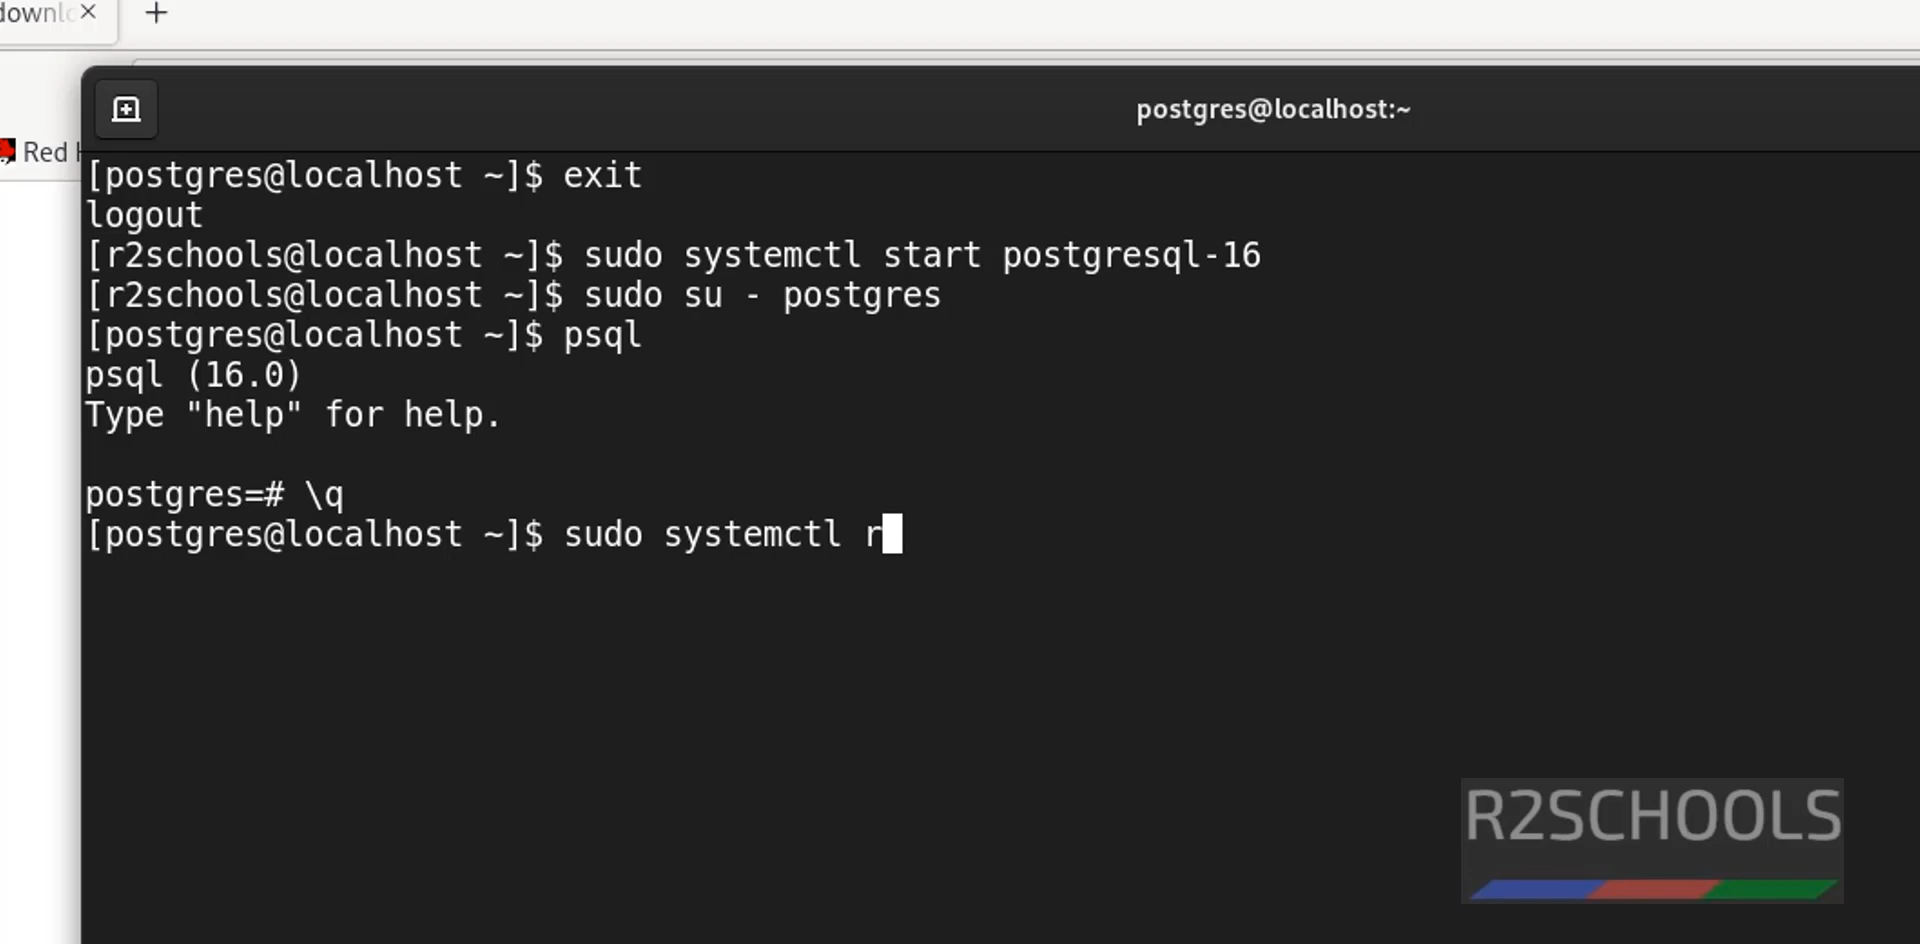 +
postgres@localhost:~
Red
[postgres@localhost ~]$ exit
logout
[r2schools@localhost ~]$ sudo systemctl start postgresql-16
[r2schools@localhost ~]$ sudo su - postgres
[postgres@localhost ~]$ psql
psql (16.0)
Type "help" for help.
postgres=# \q
[postgres@localhost ~]$ sudo systemctl r
R2SCHOOLS